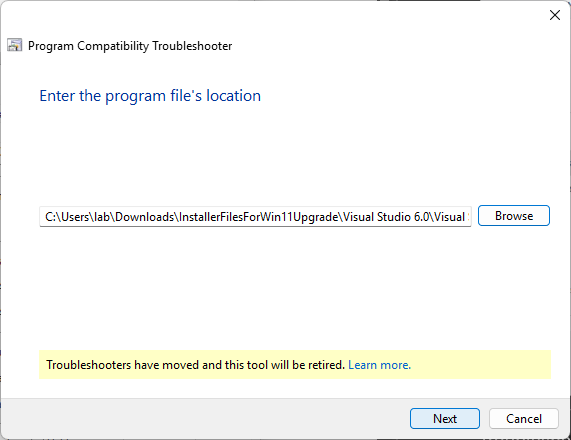 Program Compatibility Troubleshooter
Enter the program file's location
C:\Users\lab\Downloads\InstallerFilesForWin11Upgrade\Visual Studio 6.0\Visual
Browse
Troubleshooters have moved and this tool will be retired. Learn more.
Next
Cancel